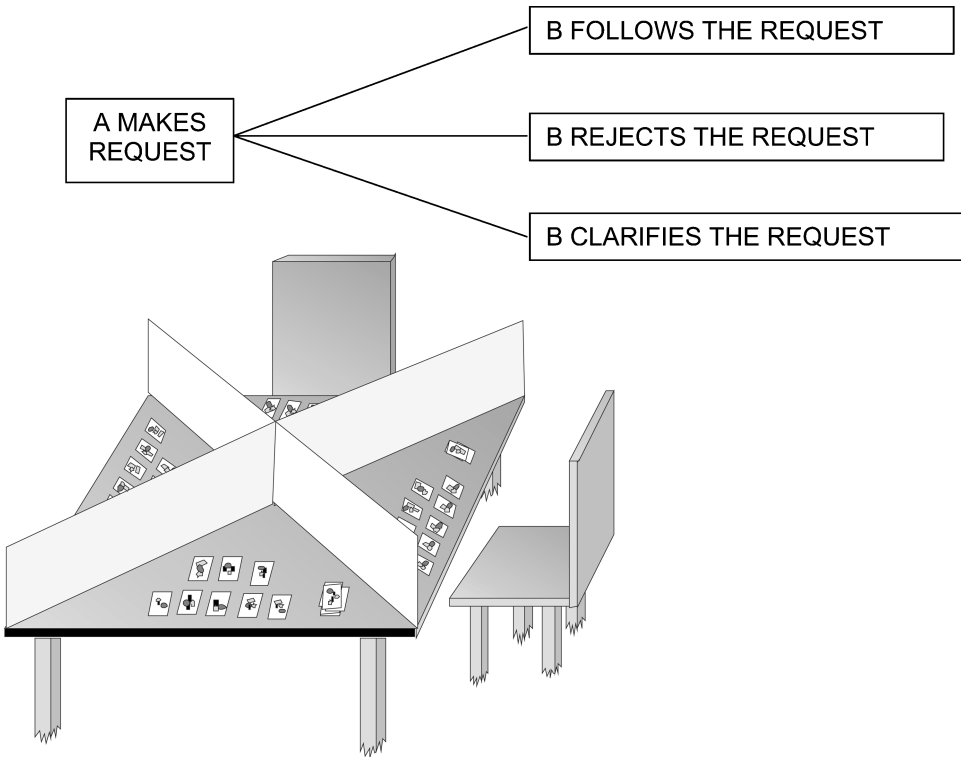 B FOLLOWS THE REQUEST
A MAKES
REQUEST
B REJECTS THE REQUEST
B CLARIFIES THE REQUEST